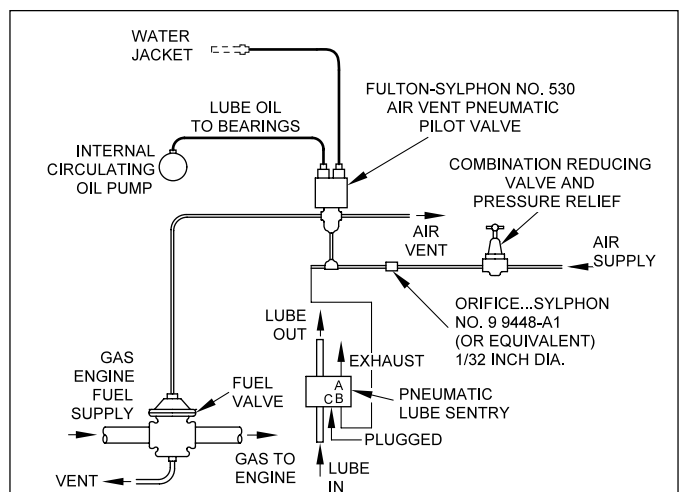 WATER
JACKET
FULTON-SYLPHON NO. 530
AIR VENT PNEUMATIC
PILOT VALVE
LUBE OIL
TO BEARINGS
INTERNAL
CIRCULATING
OIL PUMP
COMBINATION REDUCING
VALVE AND
PRESSURE RELIEF
AIR
VENT
AIR
SUPPLY
ORIFICE...SYLPHON
NO. 9 9448-A1
(OR EQUIVALENT)
1/32 INCH DIA.
LUBE
OUT
EXHAUST
A
C B
PNEUMATIC
LUBE SENTRY
PLUGGED
LUBE
IN
GAS
ENGINE
FUEL
SUPPLY
FUEL
VALVE
GAS TO
ENGINE
VENT